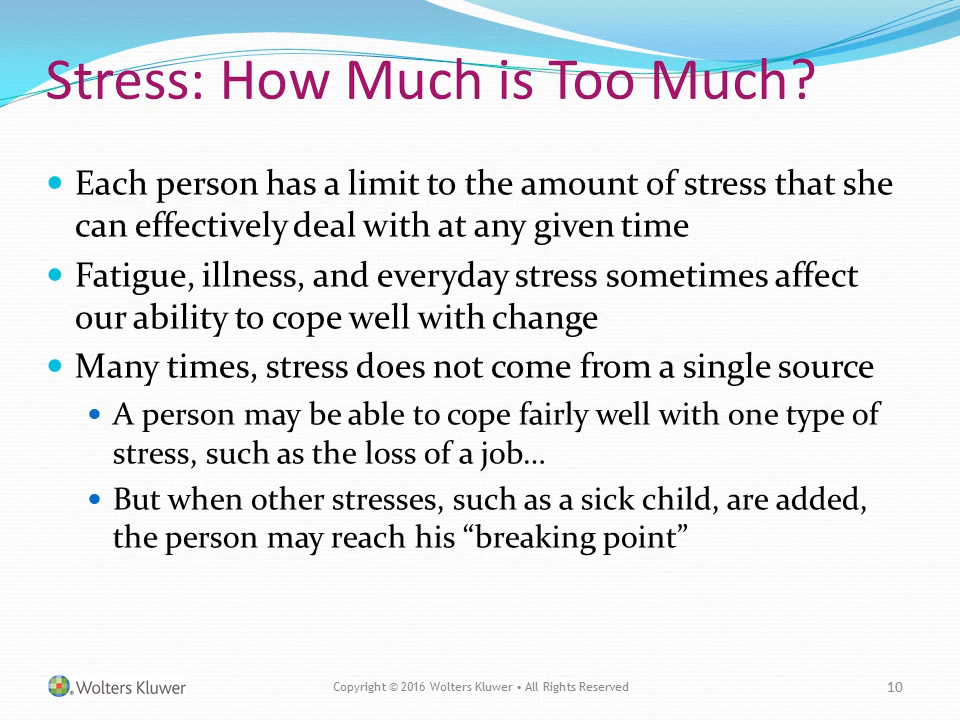 Stress: How Much is Too Much?
• Each person has a limit to the amount of stress that she
can effectively deal with at any given time
• Fatigue, illness, and everyday stress sometimes affect
our ability to cope well with change
• Many times, stress does not come from a single source
• A person may be able to cope fairly well with one type of
stress, such as the loss of a job…
• But when other stresses, such as a sick child, are added,
the person may reach his “breaking point”
Wolters Kluwer
Copyright © 2016 Wolters Kluwer • All Rights Reserved
10